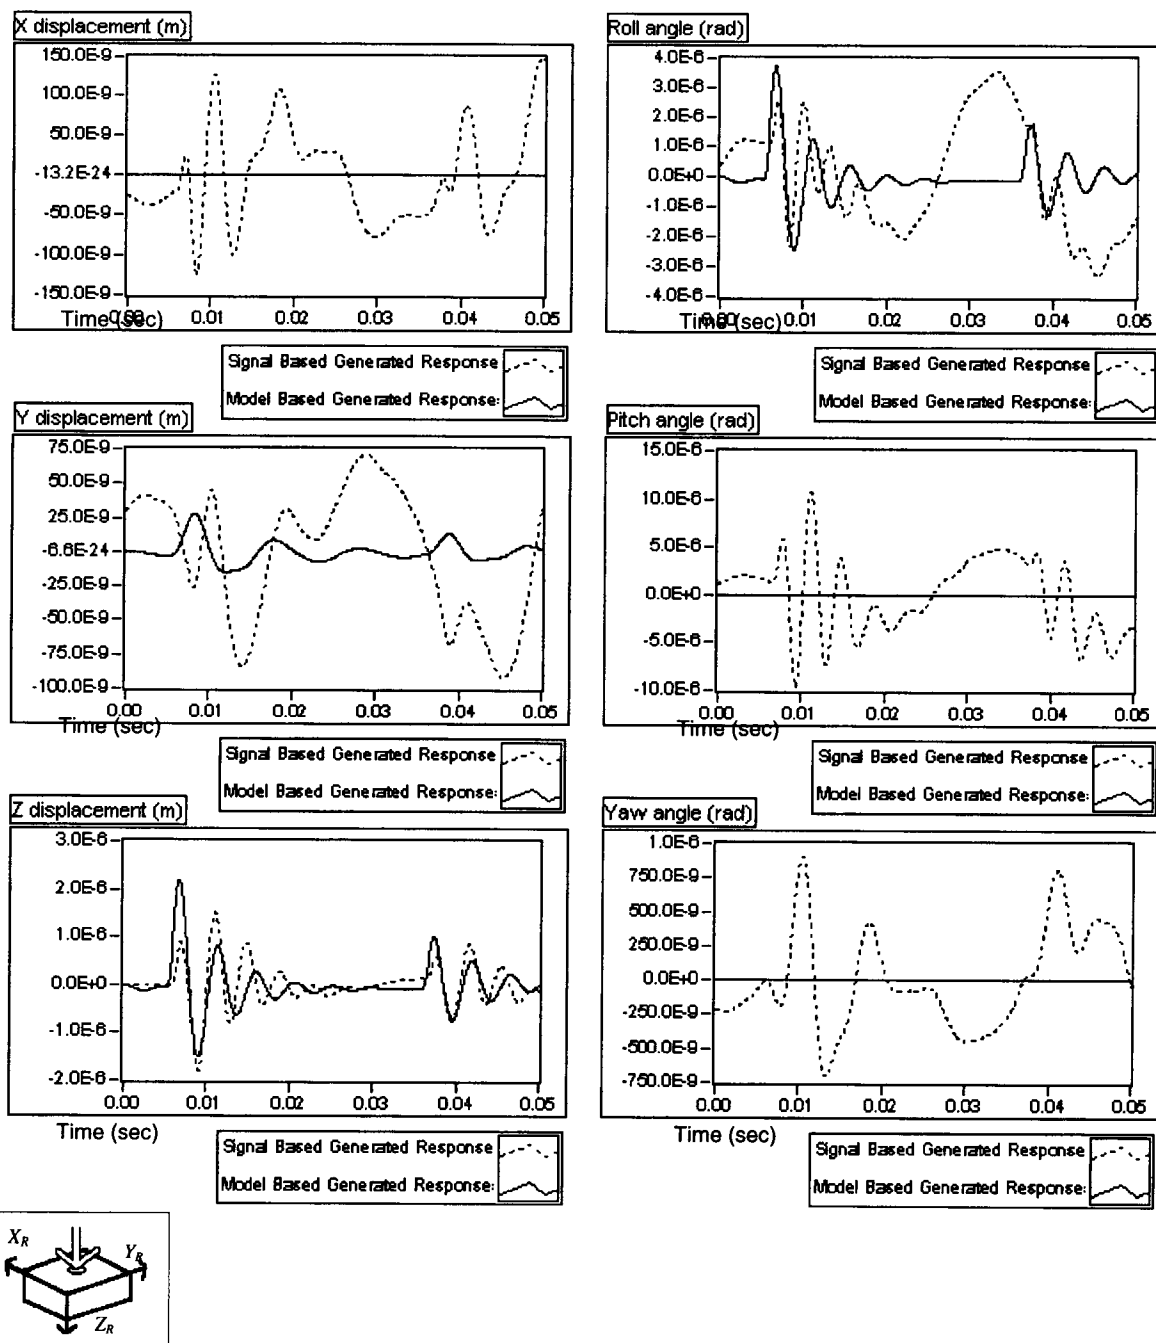 X displacement (m)
150.0E-9
100.0E-9
50.0E-9
-13.2E-24
-50.0E-9
-100.0E-9
-150.0E-9
0.00 0.01 0.02 0.03 0.04 0.05
Time (sec)
Signal Based Generated Response
Model Based Generated Response:
Roll angle (rad)
4.0E-6
3.0E-6
2.0E-6
1.0E-6
0.0E+0
-1.0E-6
-2.0E-6
-3.0E-6
-4.0E-6
0.00 0.01 0.02 0.03 0.04 0.05
Time (sec)
Signal Based Generated Response
Model Based Generated Response:
Y displacement (m)
75.0E-9
50.0E-9
25.0E-9
-6.6E-24
-25.0E-9
-50.0E-9
-75.0E-9
-100.0E-9
0.00 0.01 0.02 0.03 0.04 0.05
Time (sec)
Signal Based Generated Response
Model Based Generated Response:
Pitch angle (rad)
15.0E-6
10.0E-6
5.0E-6
0.0E+0
-5.0E-6
-10.0E-6
0.00 0.01 0.02 0.03 0.04 0.05
Time (sec)
Signal Based Generated Response
Model Based Generated Response:
Z displacement (m)
3.0E-6
2.0E-6
1.0E-6
0.0E+0
-1.0E-6
-2.0E-6
0.00 0.01 0.02 0.03 0.04 0.05
Time (sec)
Signal Based Generated Response
Model Based Generated Response:
Yaw angle (rad)
1.0E-6
750.0E-9
500.0E-9
250.0E-9
0.0E+0
-250.0E-9
-500.0E-9
-750.0E-9
0.00 0.01 0.02 0.03 0.04 0.05
Time (sec)
Signal Based Generated Response
Model Based Generated Response:
X_R
Y_R
Z_R